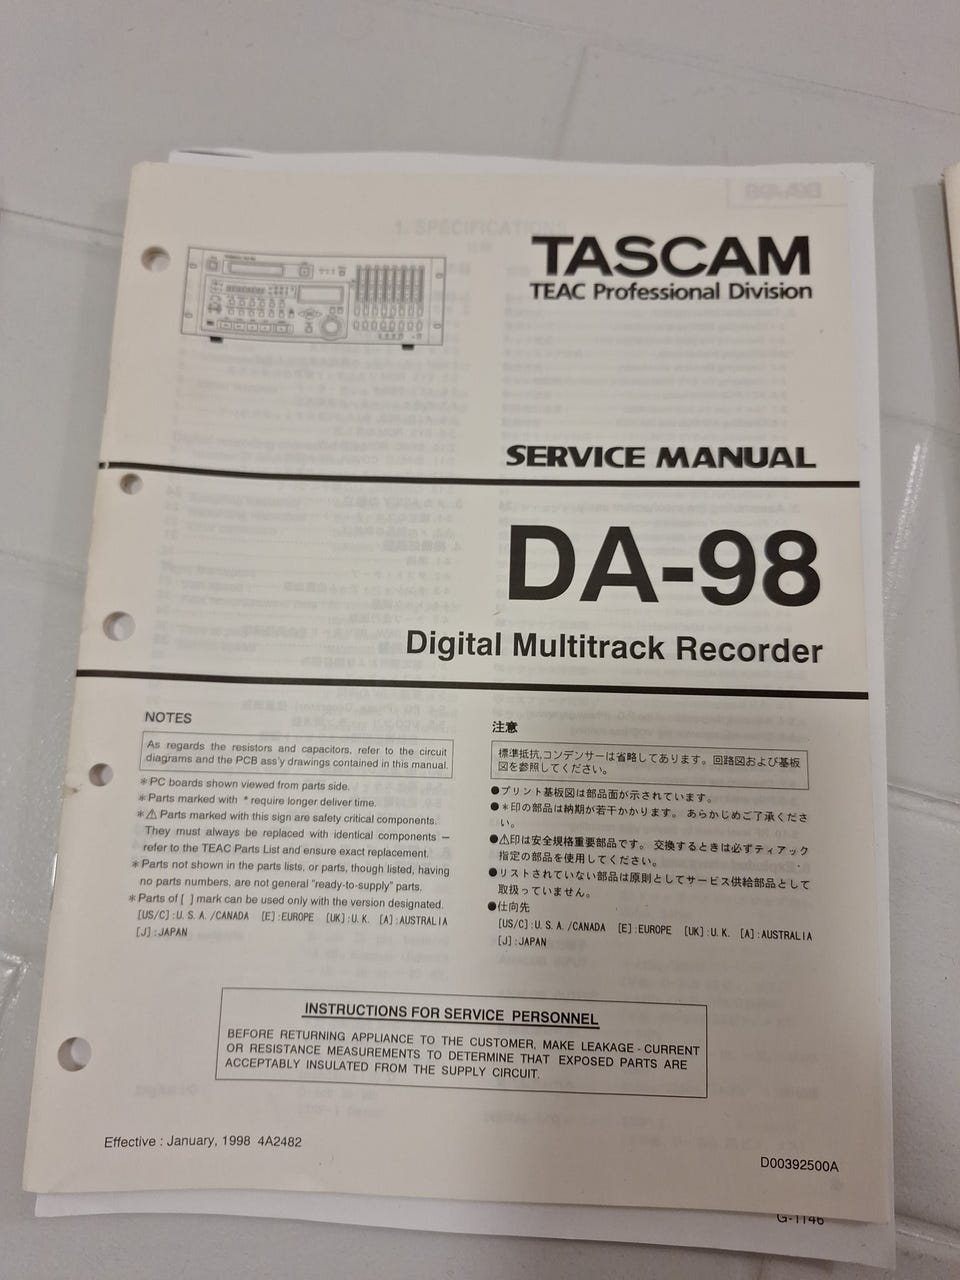 TASCAM
TEAC Professional Division
SERVICE MANUAL
DA-98
Digital Multitrack Recorder
NOTES
As regards the resistors and capacitors, refer to the circuit
diagrams and the PCB ass'y drawings contained in this manual.
*PC boards shown viewed from parts side.
*Parts marked with * require longer deliver time.
*⚠ Parts marked with this sign are safety critical components.
They must always be replaced with identical components –
refer to the TEAC Parts List and ensure exact replacement.
*Parts not shown in the parts lists, or parts, though listed, having
no parts numbers, are not general "ready-to-supply" parts.
*Parts of [ ] mark can be used only with the version designated.
[US/C]:U.S.A./CANADA [E]:EUROPE [UK]:U.K. [A]:AUSTRALIA
[J]:JAPAN
注意
標準抵抗,コンデンサーは省略してあります。回路図および基板
図を参照してください。
●プリント基板図は部品面が示されています。
●*印の部品は納期が若干かかります。 あらかじめご了承くださ
い。
●⚠印は安全規格重要部品です。 交換するときは必ずティアック
指定の部品を使用してください。
●リストされていない部品は原則としてサービス供給部品として
取扱っていません。
●仕向先
[US/C]:U.S.A./CANADA [E]:EUROPE [UK]:U.K. [A]:AUSTRALIA
[J]:JAPAN
INSTRUCTIONS FOR SERVICE PERSONNEL
BEFORE RETURNING APPLIANCE TO THE CUSTOMER, MAKE LEAKAGE-CURRENT
OR RESISTANCE MEASUREMENTS TO DETERMINE THAT EXPOSED PARTS ARE
ACCEPTABLY INSULATED FROM THE SUPPLY CIRCUIT.
Effective : January, 1998 4A2482
D00392500A
G-1146